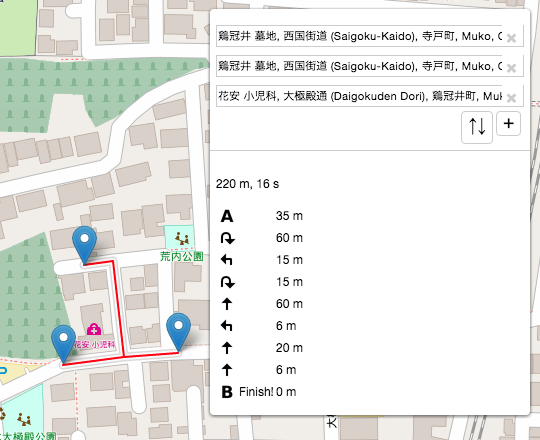 鶏冠井 墓地, 西国街道 (Saigoku-Kaido), 寺戸町, Muko,
鶏冠井 墓地, 西国街道 (Saigoku-Kaido), 寺戸町, Muko,
花安 小児科, 大極殿通 (Daigokuden Dori), 鶏冠井町, Muk
220 m, 16 s
A 35 m
60 m
15 m
15 m
60 m
6 m
20 m
6 m
B Finish! 0 m
荒内公園
花安 小児科
大極殿公園
大